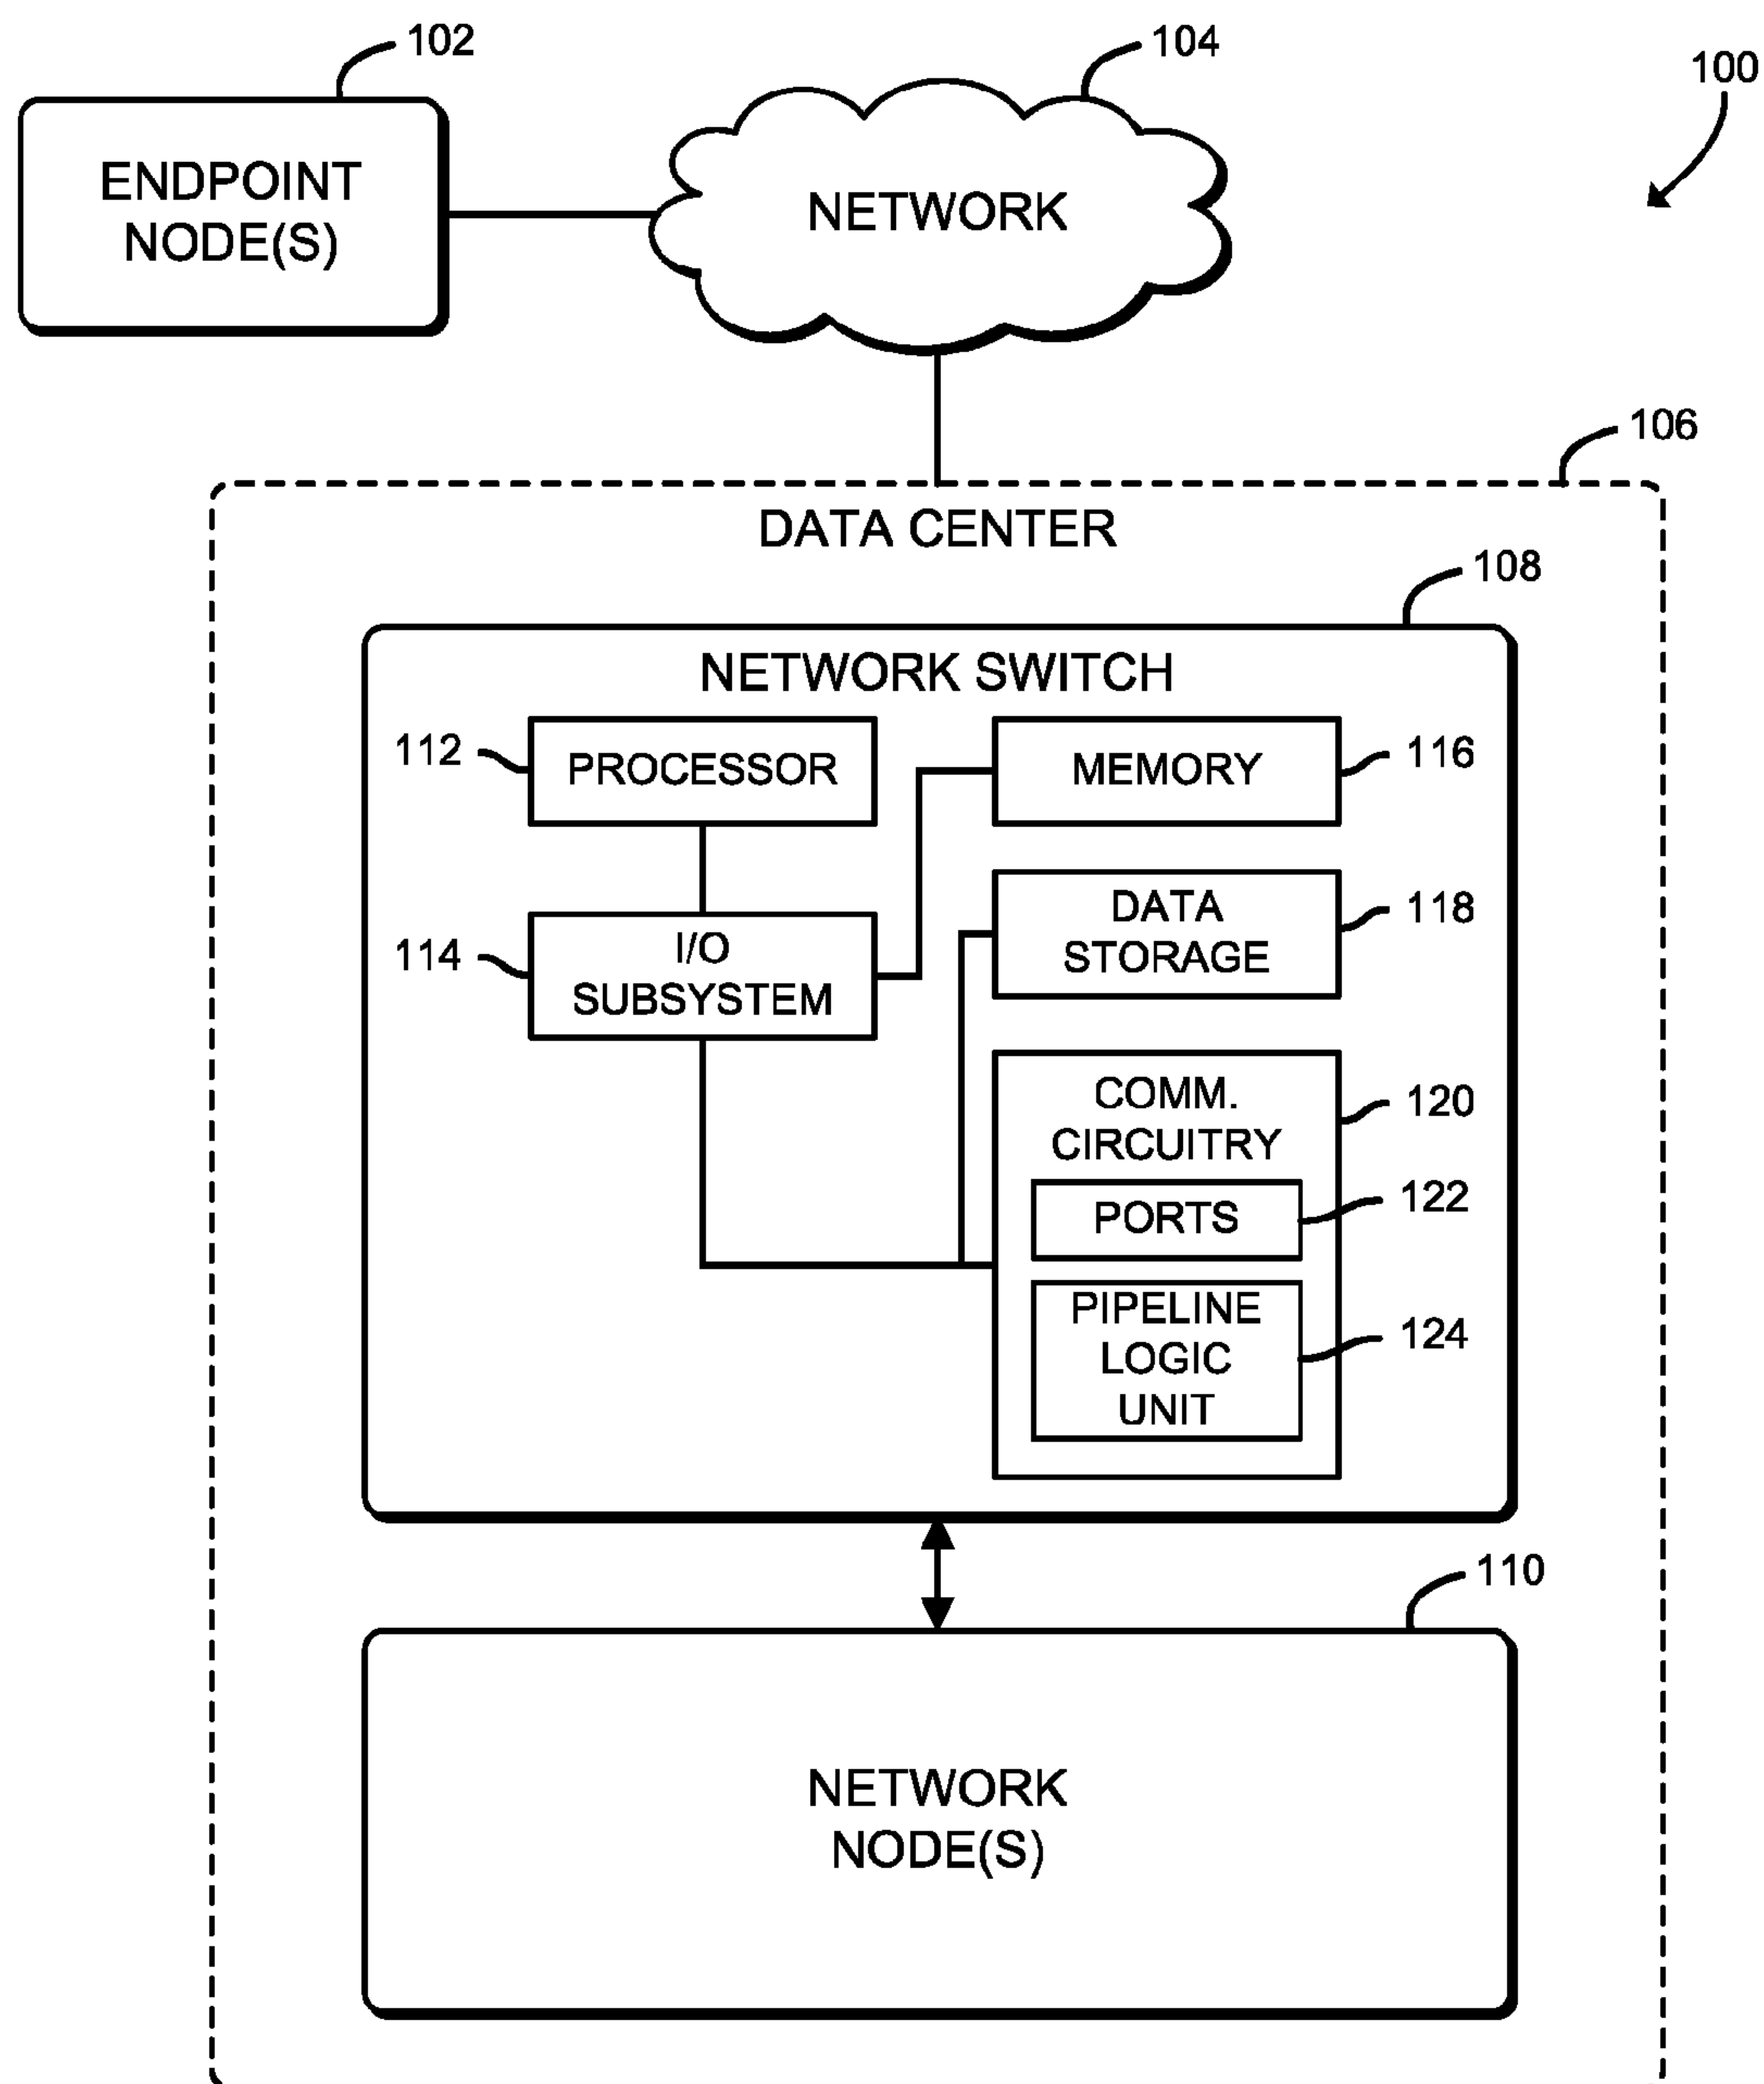 102
104
100
ENDPOINT
NODE(S)
NETWORK
106
DATA CENTER
108
NETWORK SWITCH
112
PROCESSOR
MEMORY
116
114
I/O
SUBSYSTEM
DATA
STORAGE
118
COMM.
CIRCUITRY
120
PORTS
122
PIPELINE
LOGIC
UNIT
124
110
NETWORK
NODE(S)